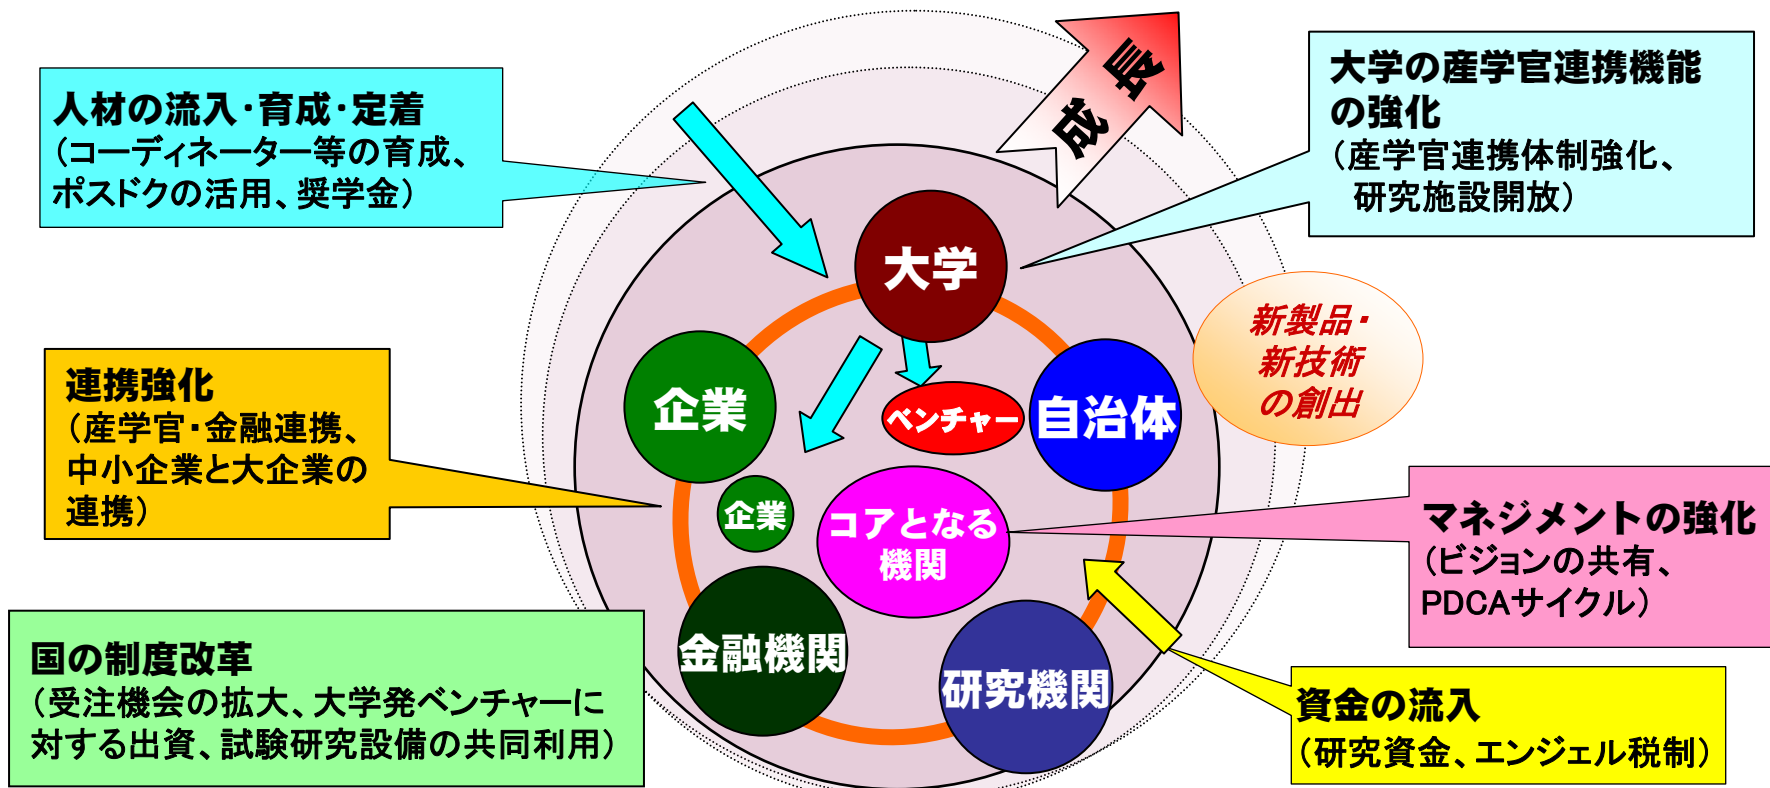 人材の流入・育成・定着
（コーディネーター等の育成、
ポスドクの活用、奨学金）
成長
大学の産学官連携機能
の強化
（産学官連携体制強化、
研究施設開放）
大学
新製品・
新技術
の創出
連携強化
（産学官・金融連携、
中小企業と大企業の
連携）
企業
ベンチャー
自治体
企業
コアとなる
機関
マネジメントの強化
（ビジョンの共有、
PDCAサイクル）
国の制度改革
（受注機会の拡大、大学発ベンチャーに
対する出資、試験研究設備の共同利用）
金融機関
研究機関
資金の流入
（研究資金、エンジェル税制）